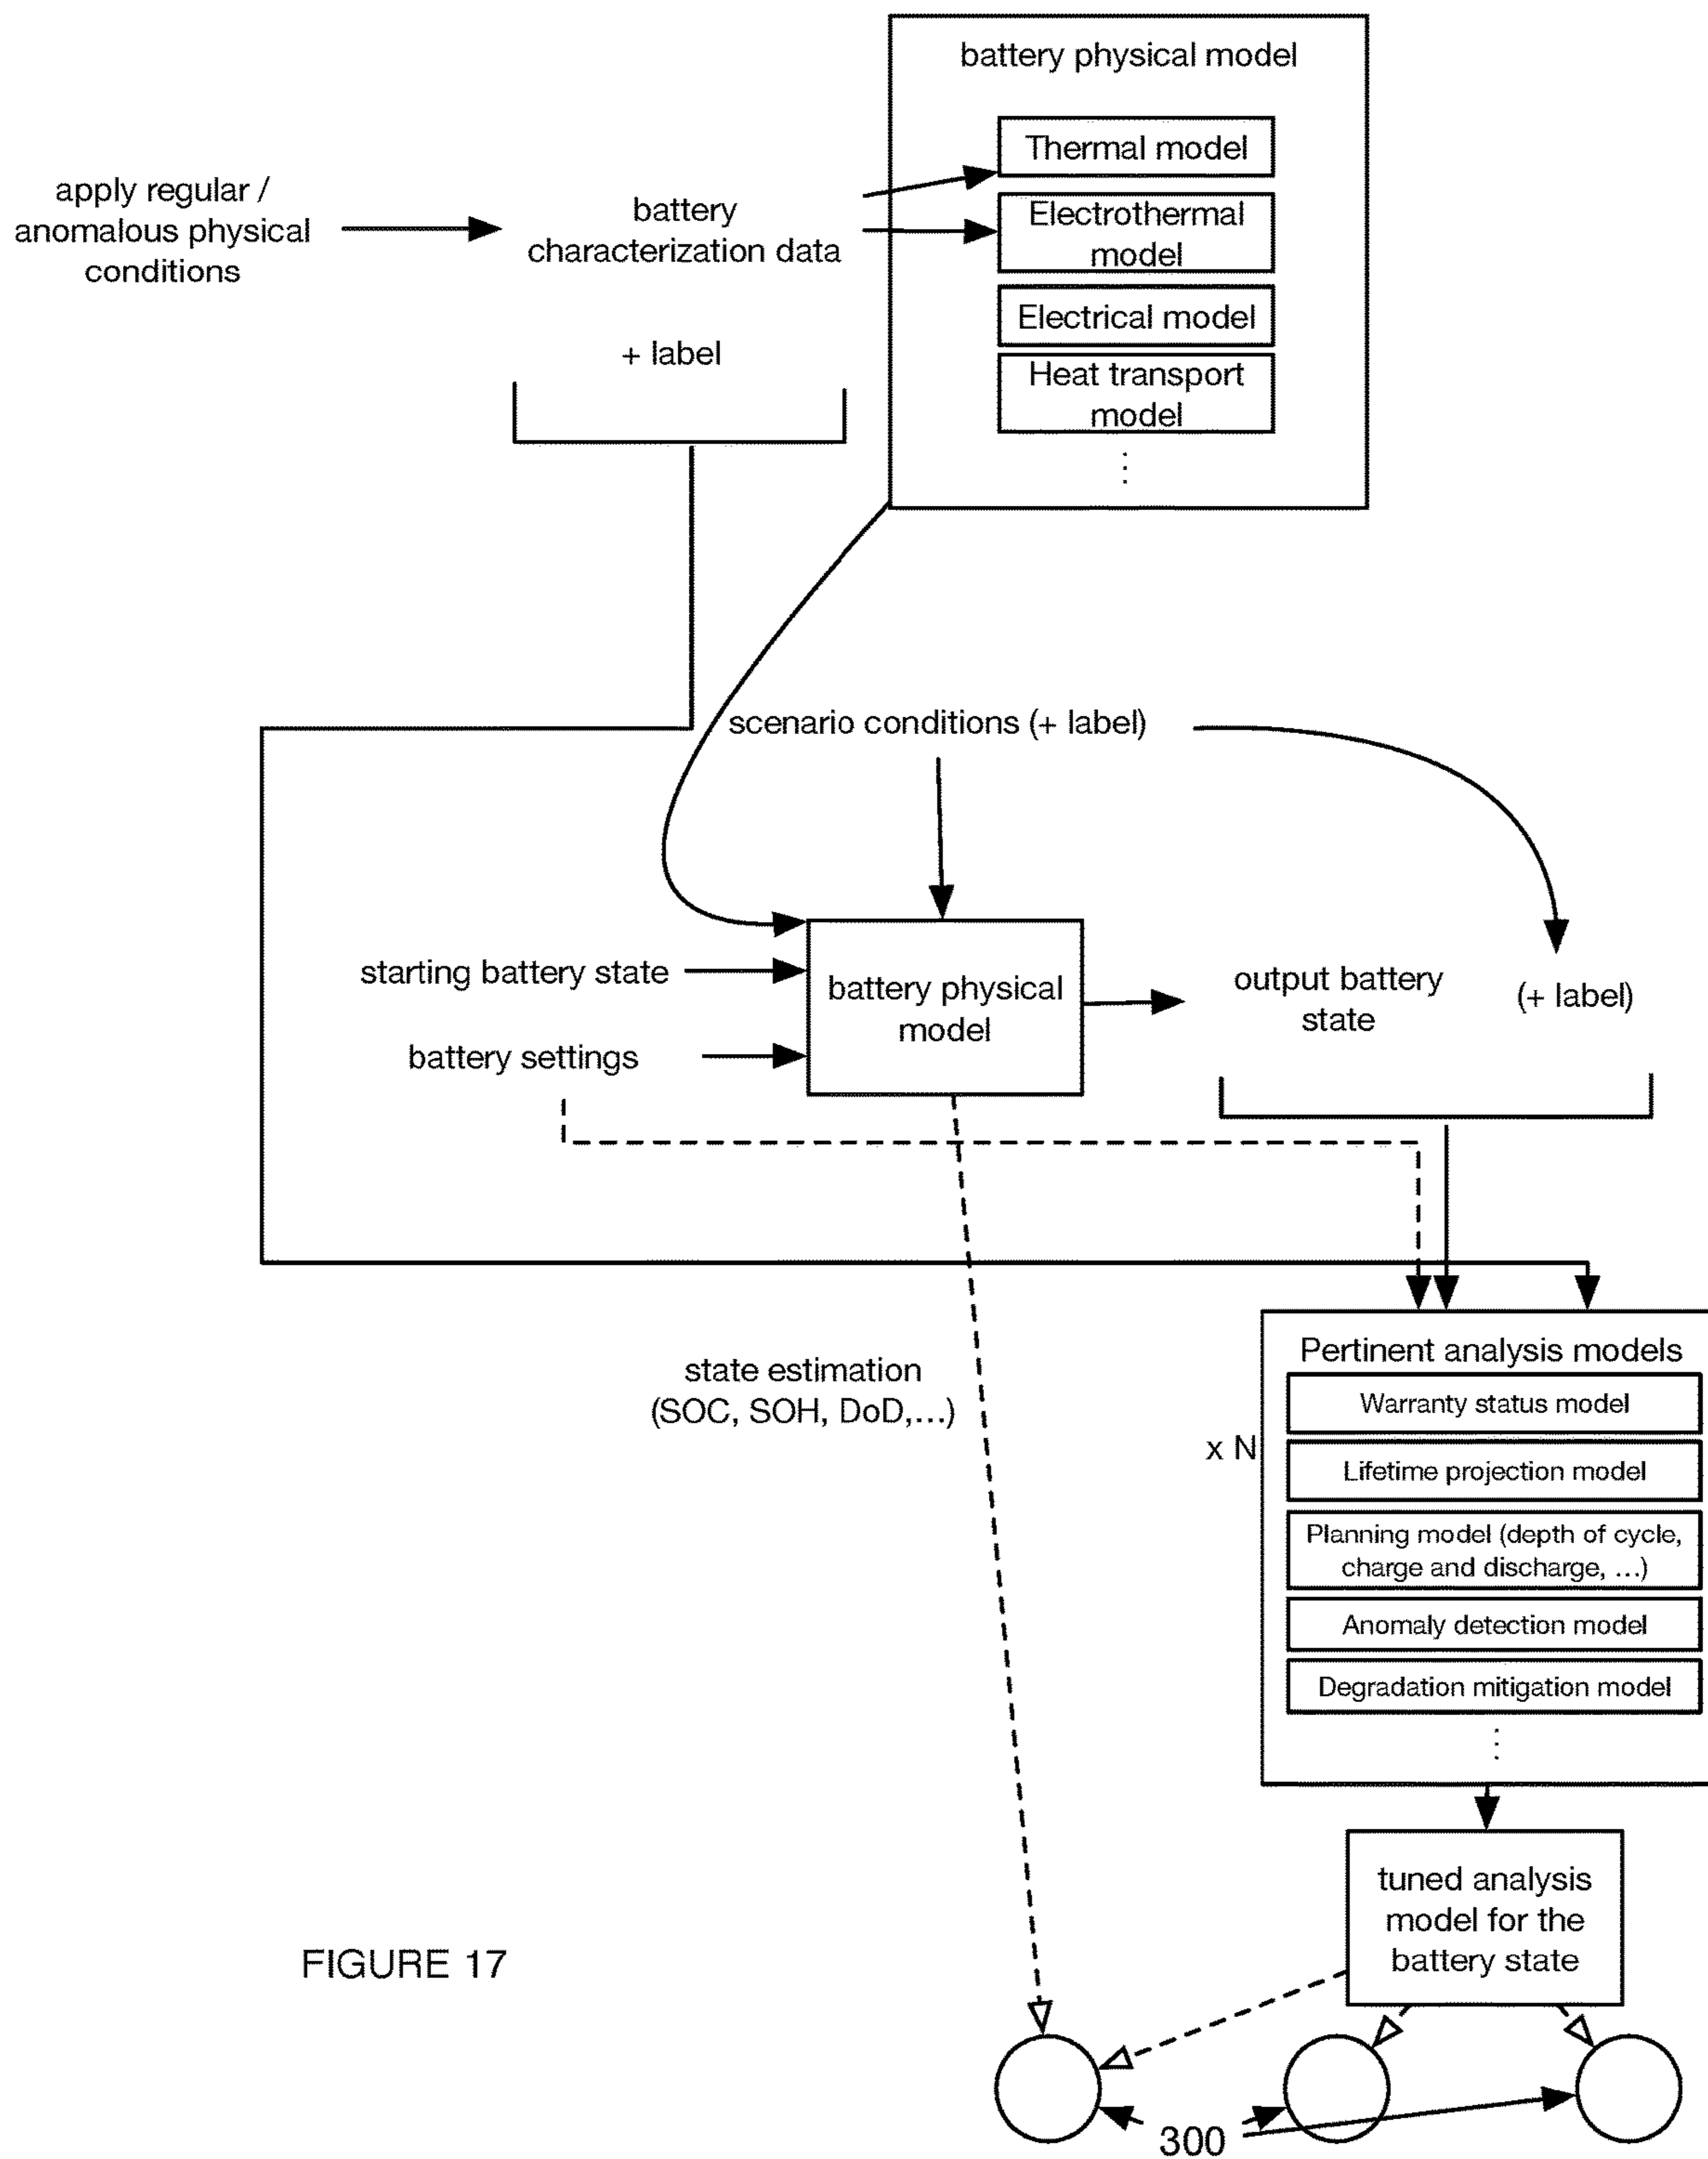 battery physical model
Thermal model
apply regular /
anomalous physical
conditions
battery
characterization data
Electrothermal
model
Electrical model
+ label
Heat transport
model
⋮
scenario conditions (+ label)
starting battery state
battery settings
battery physical
model
output battery
state
(+ label)
state estimation
(SOC, SOH, DoD,...)
Pertinent analysis models
Warranty status model
x N
Lifetime projection model
Planning model (depth of cycle,
charge and discharge, ...)
Anomaly detection model
Degradation mitigation model
⋮
tuned analysis
model for the
battery state
FIGURE 17
300